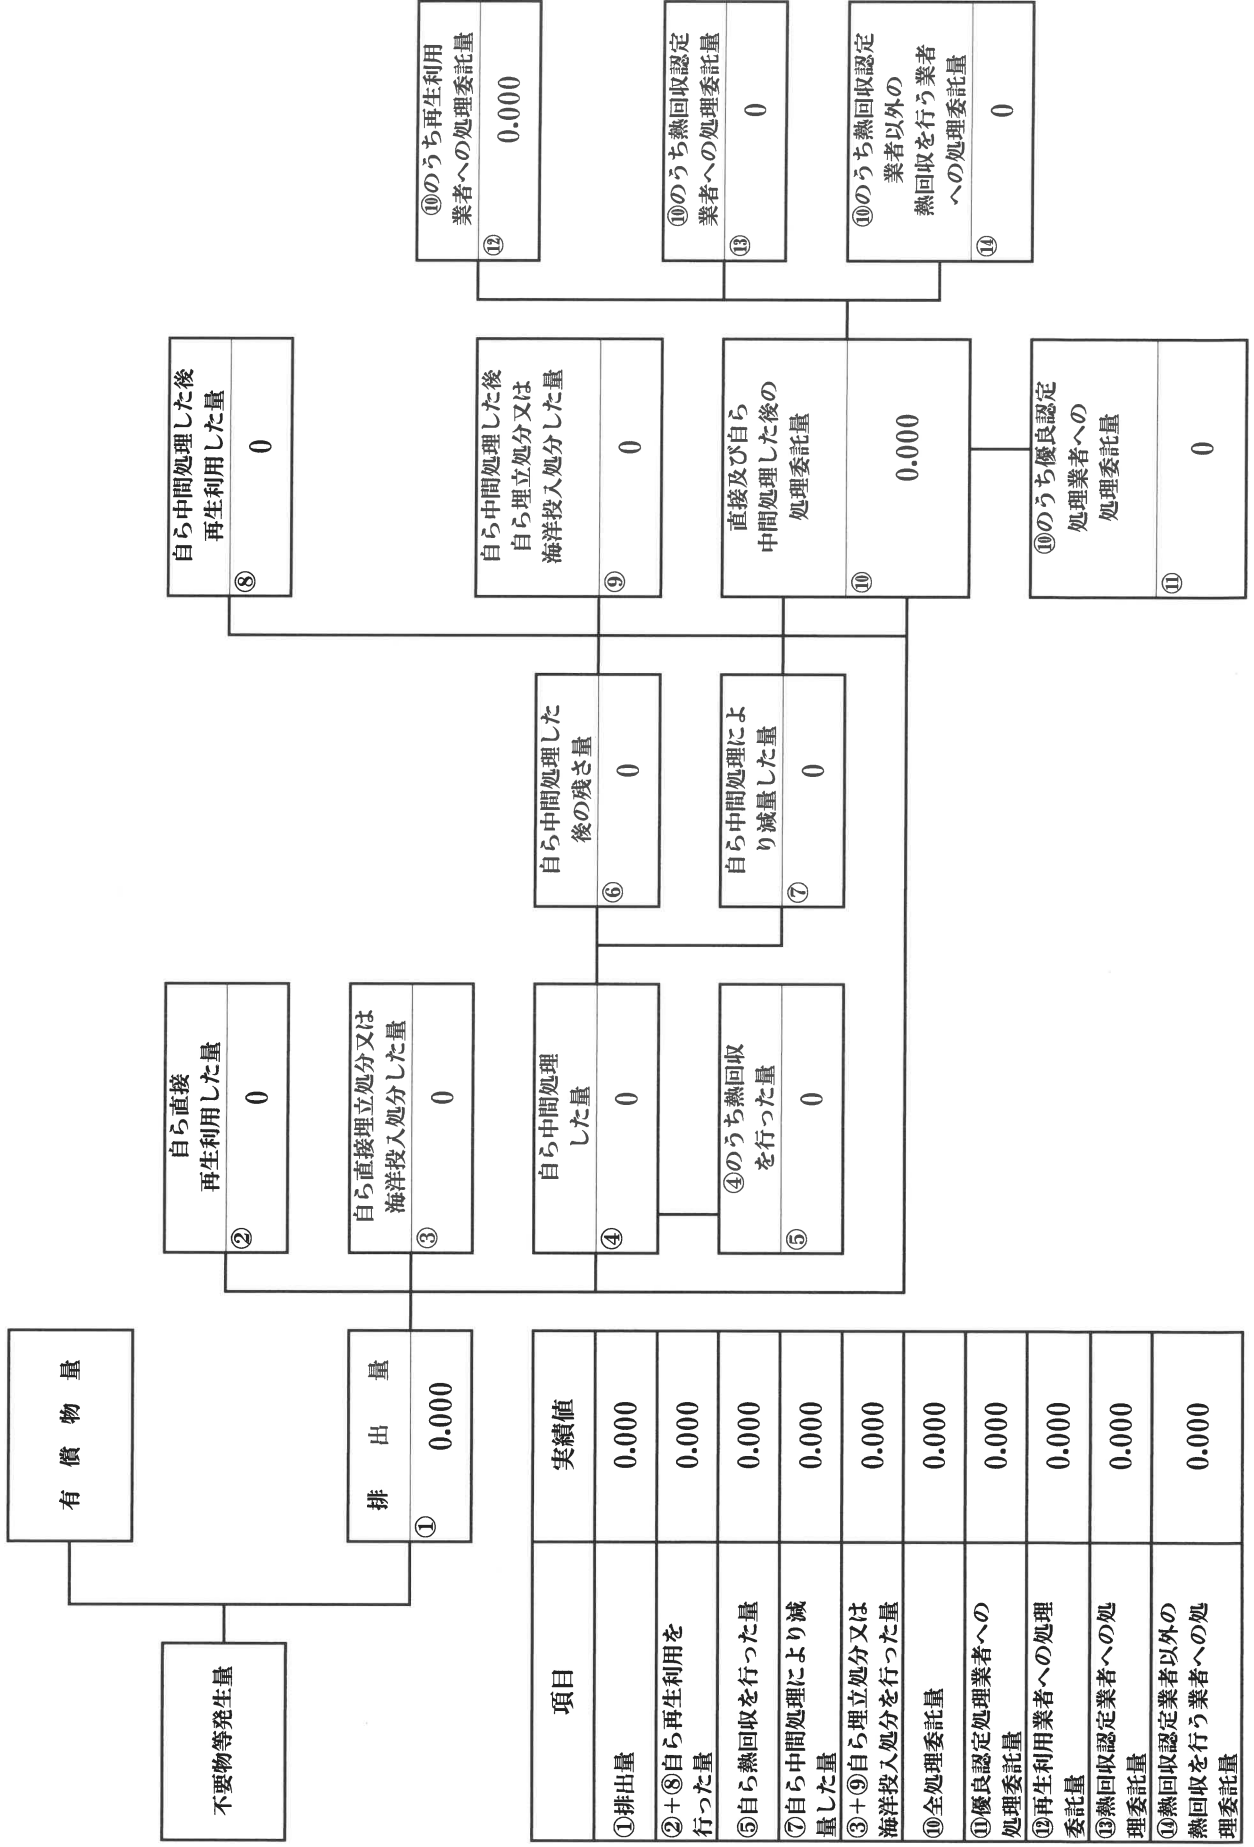 不要物等発生量
有償物量
排出量
①
0.000
自ら直接
再生利用した量
②
0
自ら直接埋立処分又は
海洋投入処分した量
③
0
自ら中間処理
した量
④
0
④のうち熱回収
を行った量
⑤
0
自ら中間処理した
後の残さ量
⑥
0
自ら中間処理によ
り減量した量
⑦
0
自ら中間処理した後
再生利用した量
⑧
0
自ら中間処理した後
自ら埋立処分又は
海洋投入処分した量
⑨
0
直接及び自ら
中間処理した後の
処理委託量
⑩
0.000
⑩のうち優良認定
処理業者への
処理委託量
⑪
0
⑩のうち再生利用
業者への処理委託量
⑫
0.000
⑩のうち熱回収認定
業者への処理委託量
⑬
0
⑩のうち熱回収認定
業者以外の
熱回収を行う業者
への処理委託量
⑭
0
項目 実績値
①排出量 0.000
②+⑧自ら再生利用を
行った量 0.000
⑤自ら熱回収を行った量 0.000
⑦自ら中間処理により減
量した量 0.000
③+⑨自ら埋立処分又は
海洋投入処分を行った量 0.000
⑩全処理委託量 0.000
⑪優良認定処理業者への
処理委託量 0.000
⑫再生利用業者への処理
委託量 0.000
⑬熱回収認定業者への処
理委託量 0.000
⑭熱回収認定業者以外の
熱回収を行う業者への処
理委託量 0.000